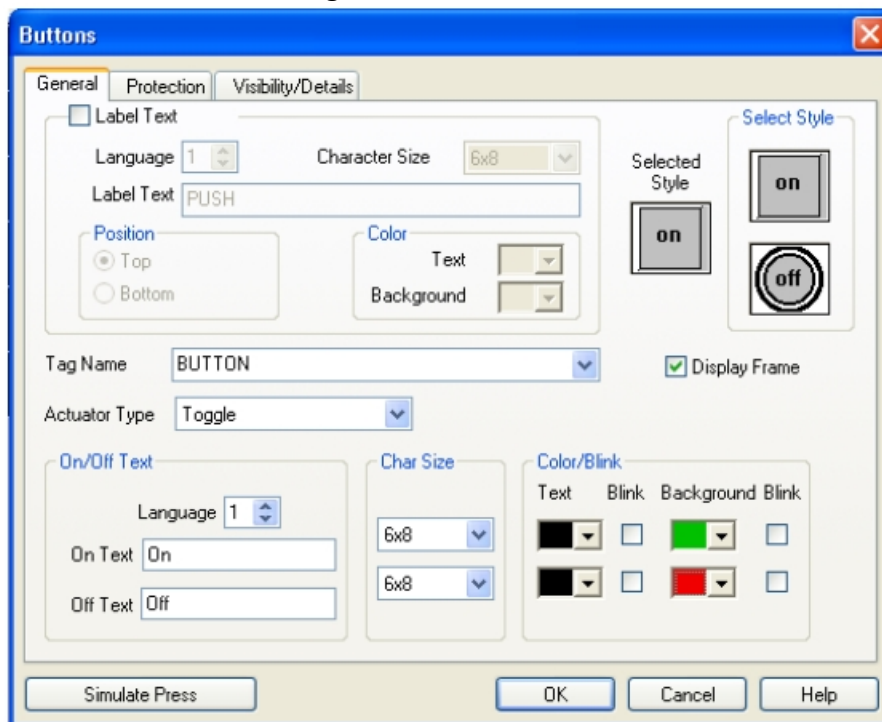 Buttons
General Protection Visibility/Details
Label Text
Select Style
Language 1 Character Size 6x8
Selected Style
on
Label Text PUSH
on
Position
Top
Bottom
Color
Text
Background
off
Tag Name BUTTON
Display Frame
Actuator Type Toggle
On/Off Text
Language 1
On Text On
Off Text Off
Char Size
6x8
6x8
Color/Blink
Text Blink Background Blink
Simulate Press OK Cancel Help